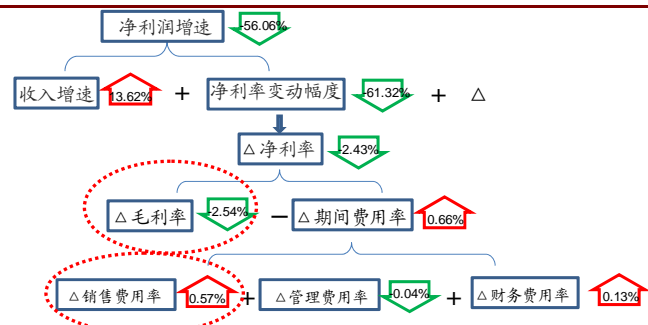 净利润增速 -56.06%
收入增速 13.62% + 净利率变动幅度 -61.32% + △
△净利率 -2.43%
△毛利率 -2.54% — △期间费用率 0.66%
△销售费用率 0.57% + △管理费用率 -0.04% + △财务费用率 0.13%